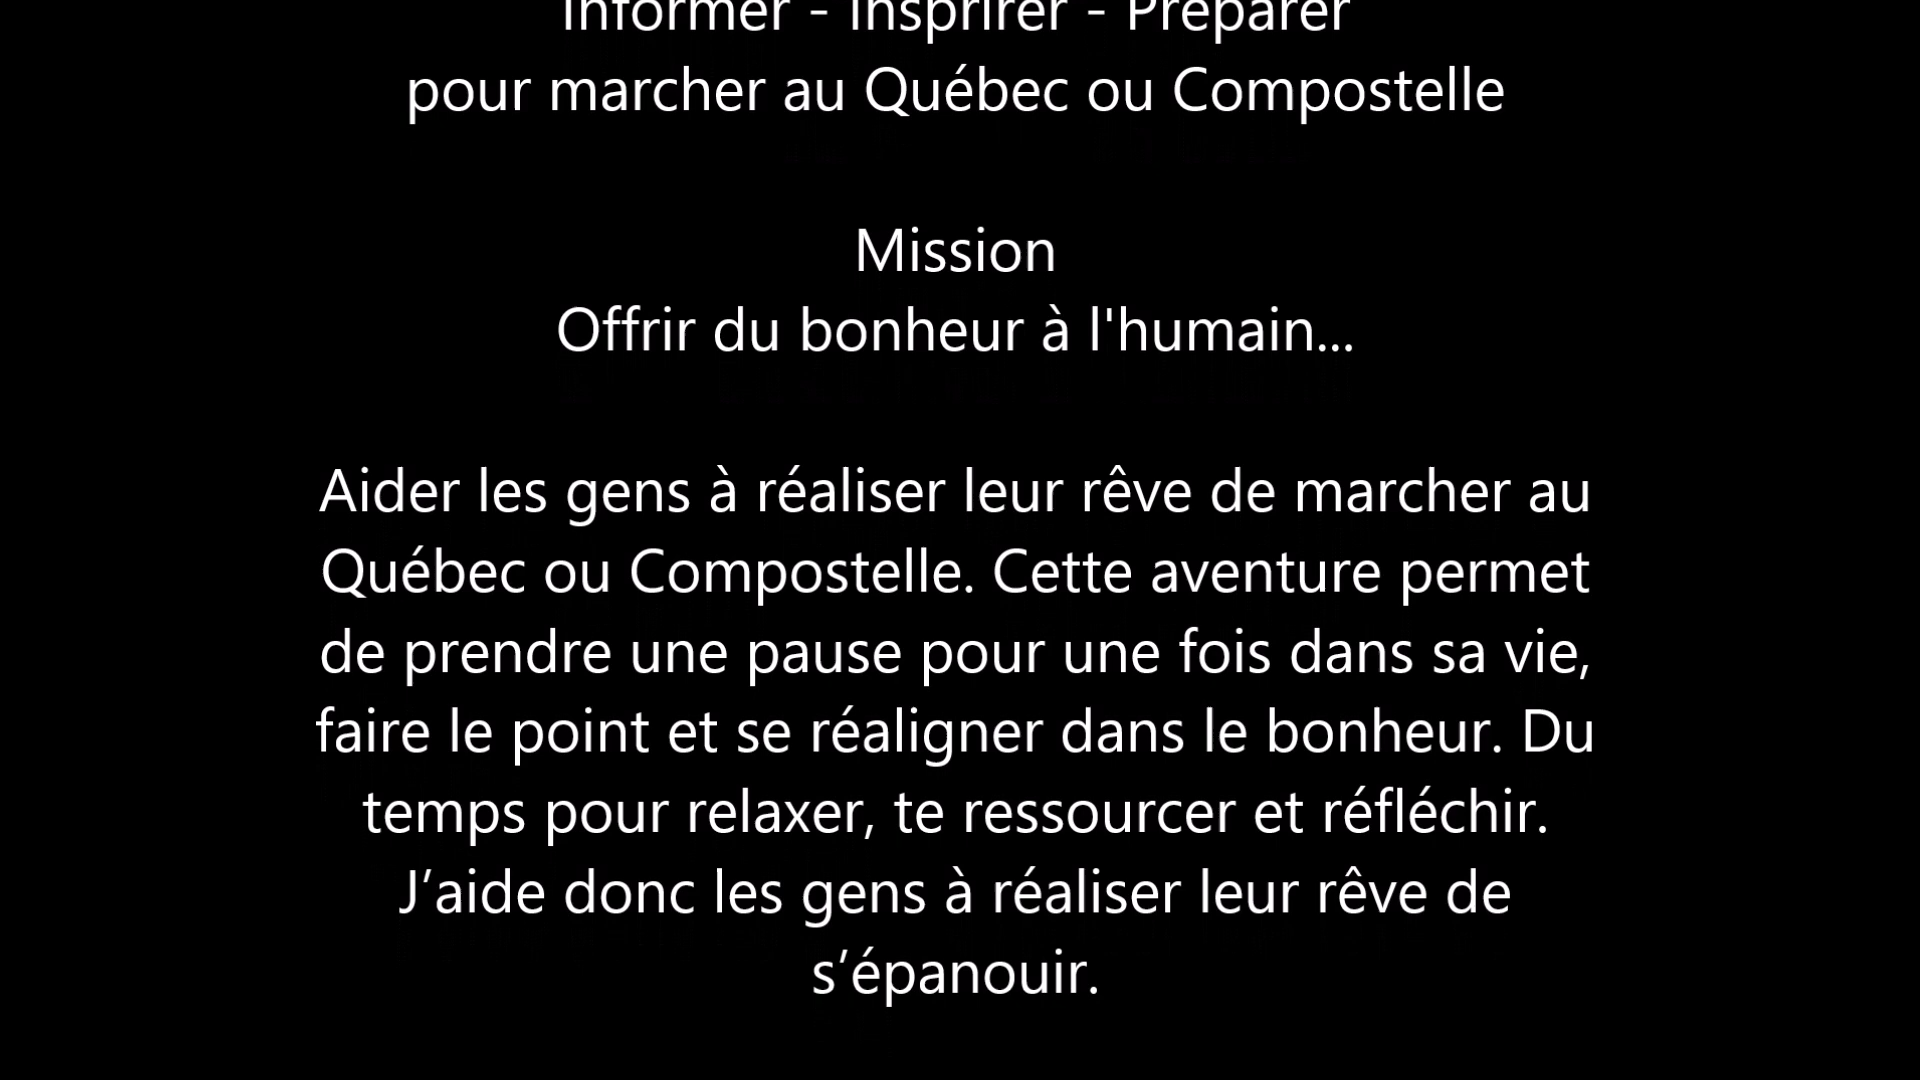 Informer - Insprirer - Préparer
pour marcher au Québec ou Compostelle
Mission
Offrir du bonheur à l'humain...
Aider les gens à réaliser leur rêve de marcher au
Québec ou Compostelle. Cette aventure permet
de prendre une pause pour une fois dans sa vie,
faire le point et se réaligner dans le bonheur. Du
temps pour relaxer, te ressourcer et réfléchir.
J’aide donc les gens à réaliser leur rêve de
s’épanouir.